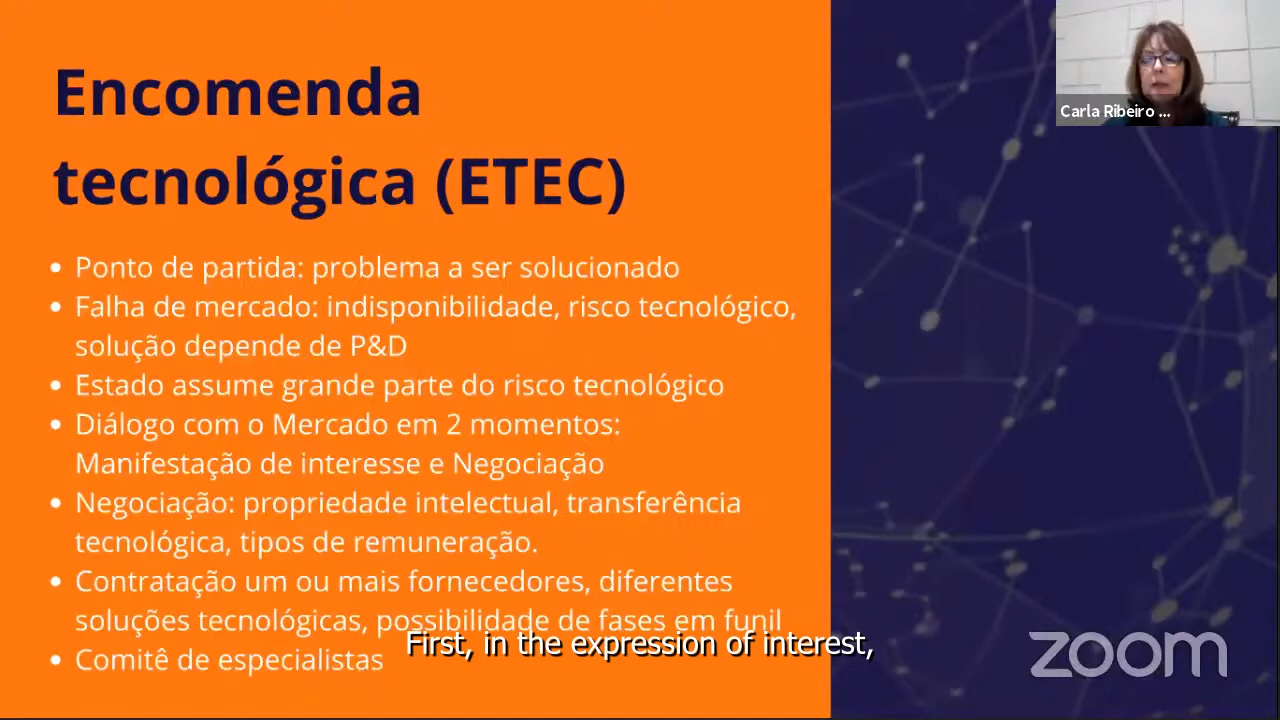 Encomenda
tecnológica (ETEC)
• Ponto de partida: problema a ser solucionado
• Falha de mercado: indisponibilidade, risco tecnológico,
solução depende de P&D
• Estado assume grande parte do risco tecnológico
• Diálogo com o Mercado em 2 momentos:
Manifestação de interesse e Negociação
• Negociação: propriedade intelectual, transferência
tecnológica, tipos de remuneração.
• Contratação um ou mais fornecedores, diferentes
soluções tecnológicas, possibilidade de fases em funil
• Comitê de especialistas
First, in the expression of interest,
Carla Ribeiro ...
zoom